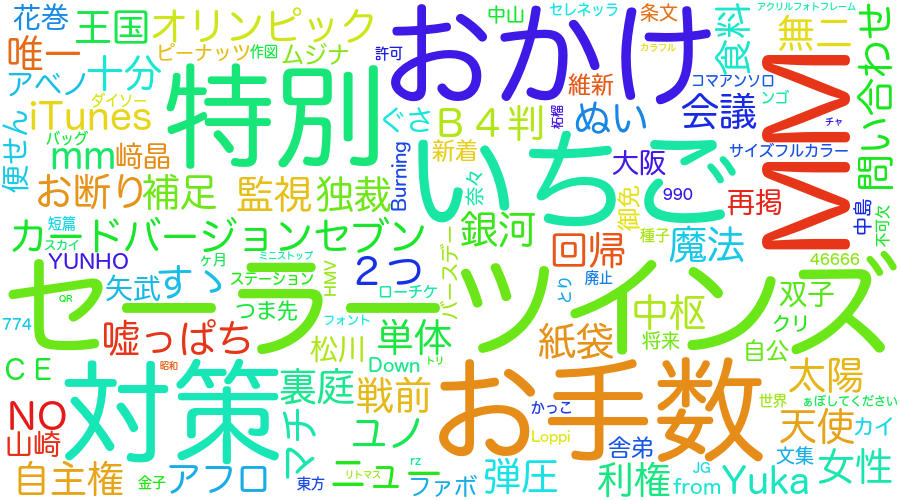 花巻
王国
オリンピック
おかけ
中山
セレネッラ
条文
食料
アクリルフォトフレーム
無二
問い合わせ
唯一
ピーナッツ
作図
ムジナ
許可
カラフル
アベノ
十分
特別
維新
コマアンソロ
ンゴ
MM
iTunes
ダイソー
ぐさ
B4判
柘榴
ぬい
会議
チャ
バッグ
便せん
mm
﨑晶
新着
大阪
サイズフルカラー
お断り
補足
監視
独裁
Burning
いちご
奈々
990
御免
再掲
中島
不可欠
短篇
カードバージョンセブン
銀河
種子
魔法
スカイ
YUNHO
ヶ月
ミニストップ
2つ
バースデー
回帰
46666
セーラーツインズ
QR
矢武
すゝ
ステーション
HMV
ローチケ
とり
廃止
双子
774
つま先
フォント
中枢
クリ
嘘っぱち
松川
単体
紙袋
将来
自公
CE
昭和
対策
裏庭
Down
トリ
お手数
太陽
戦前
世界
ぁぼしてください
NO
マチ
ユノ
かっこ
天使
カイ
山崎
Loppi
舎弟
文集
女性
自主権
金子
アフロ
東方
ニュー
リトマス
rz
ファボ
弾圧
利権
from
JG
Yuka